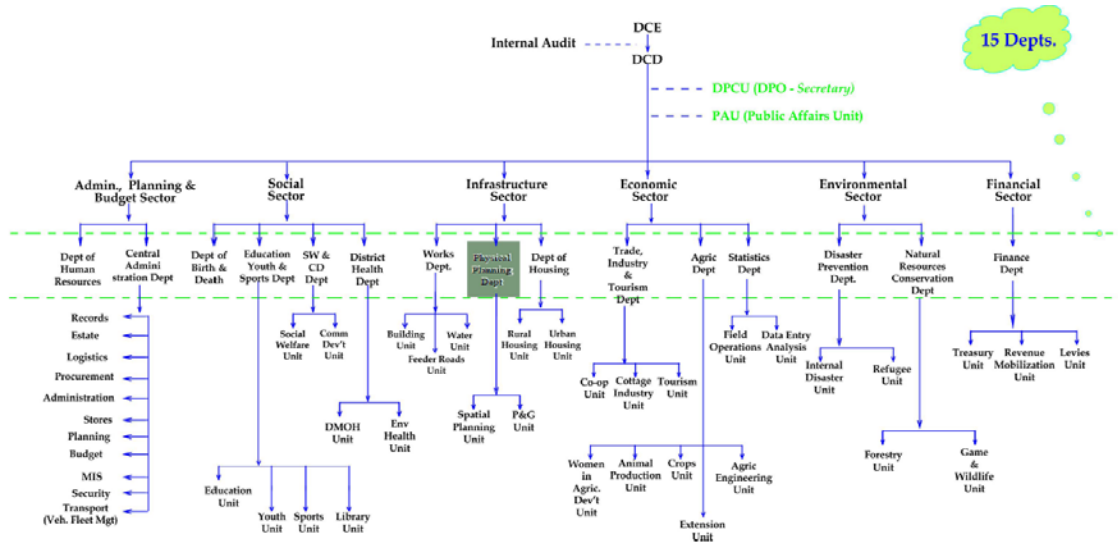 DCE
Internal Audit
DCD
15 Depts.
DPCU (DPO - Secretary)
PAU (Public Affairs Unit)
Admin., Planning &
Budget Sector
Social
Sector
Infrastructure
Sector
Economic
Sector
Environmental
Sector
Financial
Sector
Dept of
Human
Resources
Central
Admini
stration Dept
Dept of
Birth &
Death
Education
Youth &
Sports Dept
SW &
CD
Dept
District
Health
Dept
Works
Dept.
Physical
Planning
Dept
Dept of
Housing
Trade,
Industry
&
Tourism
Dept
Agric
Dept
Statistics
Dept
Disaster
Prevention
Dept.
Natural
Resources
Conservation
Dept
Finance
Dept
Records
Estate
Logistics
Procurement
Administration
Stores
Planning
Budget
MIS
Security
Transport
(Veh. Fleet Mgt)
Social
Welfare
Unit
Comm
Dev't Unit
Building
Unit
Water
Unit
Feeder Roads
Unit
Rural
Housing
Unit
Urban
Housing
Unit
Field
Operations
Unit
Data Entry
Analysis
Unit
Internal
Disaster
Unit
Refugee
Unit
Treasury
Unit
Revenue
Mobilization
Unit
Levies
Unit
Co-op
Unit
Cottage
Industry
Unit
Tourism
Unit
DMOH
Unit
Env
Health
Unit
Spatial
Planning
Unit
P&G
Unit
Education
Unit
Youth
Unit
Sports
Unit
Library
Unit
Women
in
Agric.
Dev't Unit
Animal
Production
Unit
Crops
Unit
Agric
Engineering
Unit
Extension
Unit
Forestry
Unit
Game
&
Wildlife
Unit